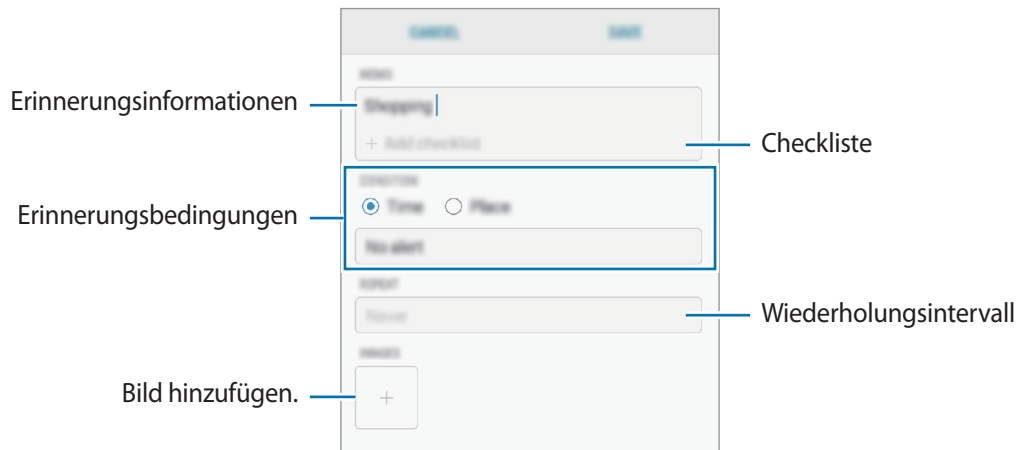 CANCEL SAVE
MEMO
Erinnerungsinformationen
Shopping
+ Add checklist
Checkliste
CONDITION
Erinnerungsbedingungen
Time Place
No alert
REPEAT
Never
Wiederholungsintervall
IMAGES
Bild hinzufügen.
+